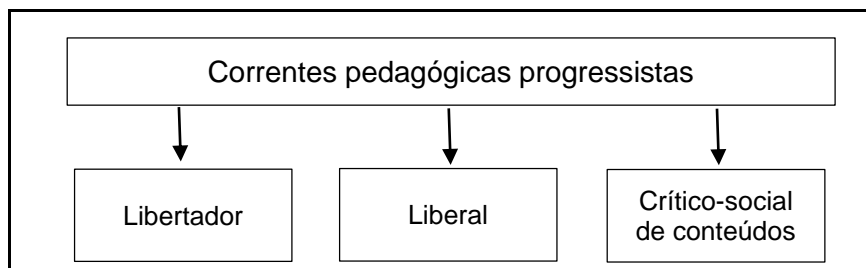 Correntes pedagógicas progressistas
Libertador
Liberal
Crítico-social
de conteúdos